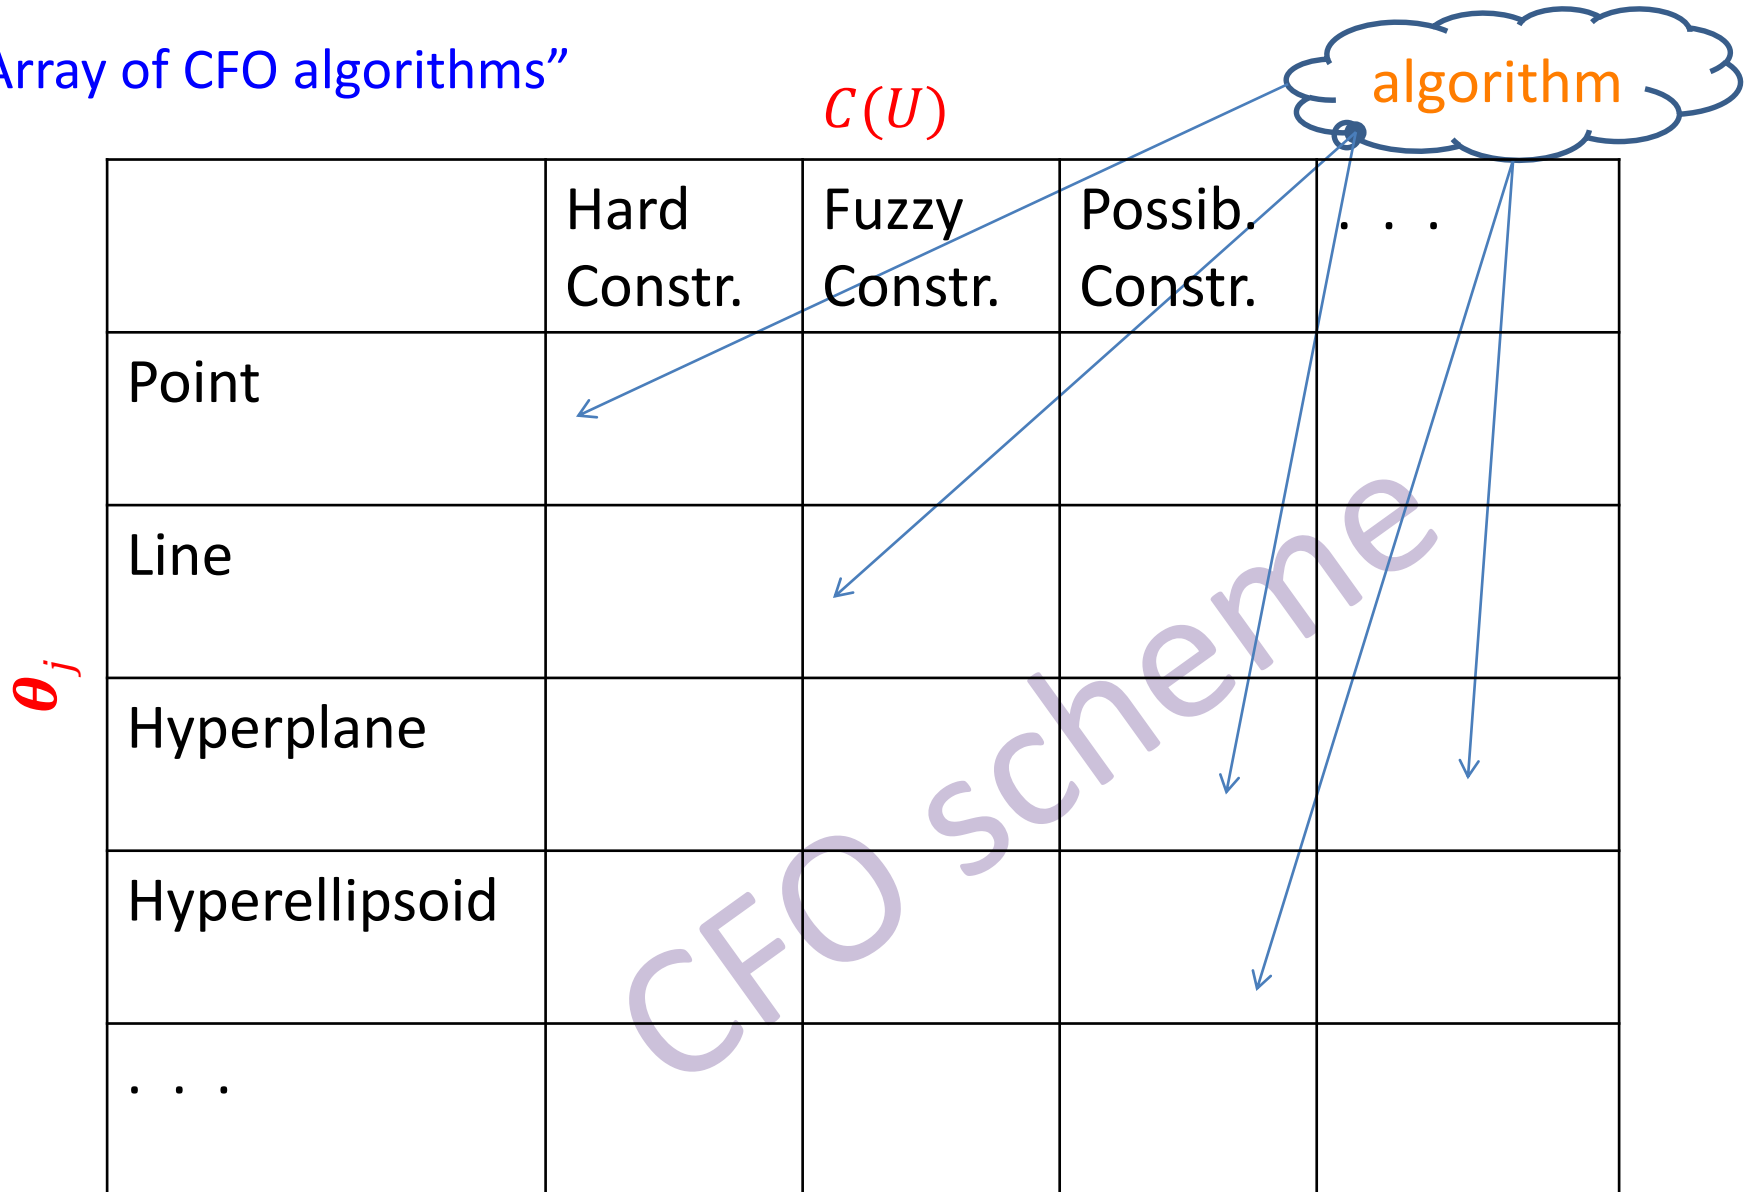 Array of CFO algorithms”
algorithm
C(U)
Hard Constr.
Fuzzy Constr.
Possib. Constr.
. . .
Point
Line
θj
Hyperplane
Hyperellipsoid
. . .
CFO scheme